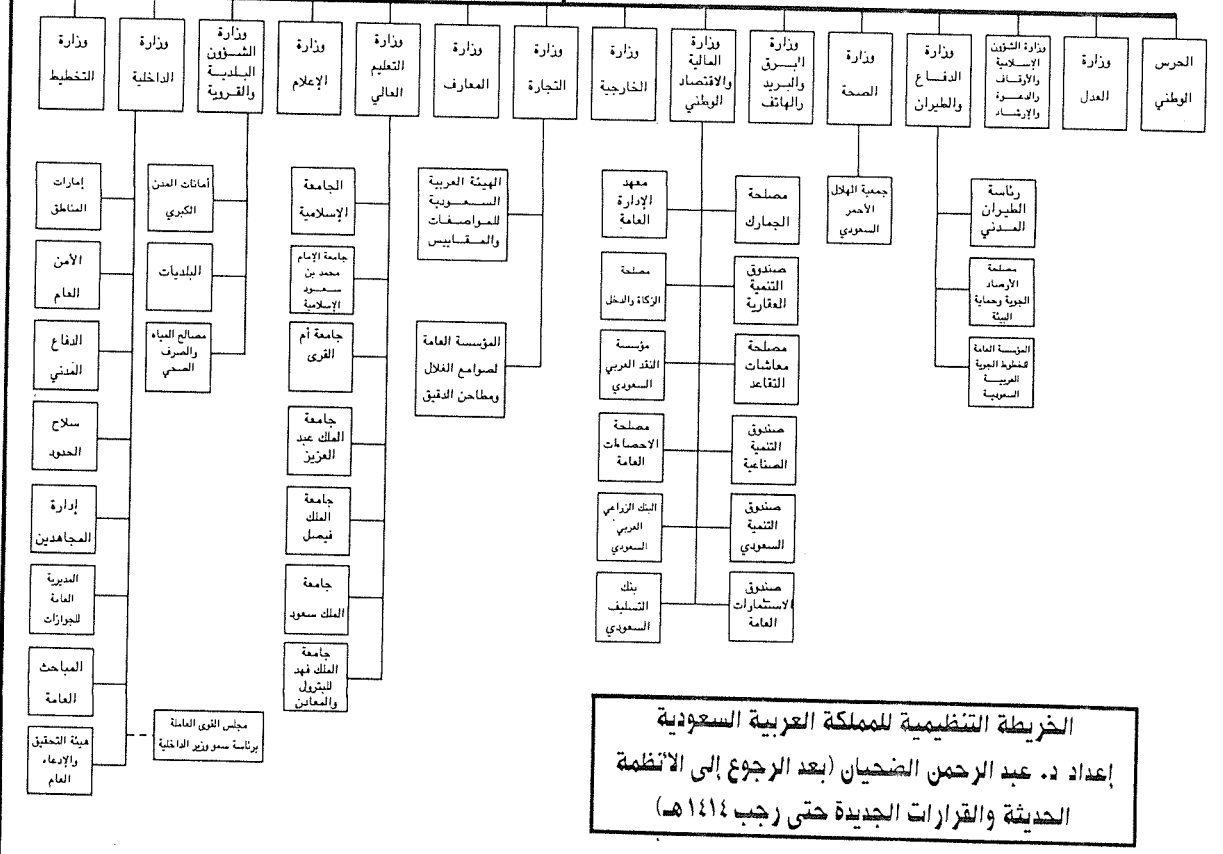 الحرس
الوطني
وزارة
العدل
وزارة الشؤون
الإسلامية
والأوقاف
والدعوة
والإرشاد
وزارة
الدفاع
والطيران
وزارة
الصحة
وزارة
البرق
والبريد
والهاتف
وزارة
المالية
والاقتصاد
الوطني
وزارة
الخارجية
وزارة
التجارة
وزارة
المعارف
وزارة
التعليم
العالي
وزارة
الإعلام
وزارة
الشؤون
البلدية
والقروية
وزارة
الداخلية
وزارة
التخطيط
رئاسة
الطيران
المدني
مصلحة
الأرصاد
الجوية وحماية
البيئة
المؤسسة العامة
للخطوط الجوية
العربية
السعودية
جمعية الهلال
الأحمر
السعودي
مصلحة
الجمارك
صندوق
التنمية
العقارية
مصلحة
معاشات
التقاعد
صندوق
التنمية
الصناعية
صندوق
التنمية
السعودي
صندوق
الاستثمارات
العامة
معهد
الإدارة
العامة
مصلحة
الزكاة والدخل
مؤسسة
النقد العربي
السعودي
مصلحة
الاحصاءات
العامة
البنك الزراعي
العربي
السعودي
بنك
التسليف
السعودي
الهيئة العربية
السعودية
للمواصفات
والمقاييس
المؤسسة العامة
لصوامع الغلال
ومطاحن الدقيق
الجامعة
الإسلامية
جامعة الإمام
محمد بن
سعود
الإسلامية
جامعة أم
القرى
جامعة
الملك عبد
العزيز
جامعة
الملك
فيصل
جامعة
الملك سعود
جامعة
الملك فهد
للبترول
والمعادن
أمانات المدن
الكبري
البلديات
مصالح المياه
والصرف
الصحي
إمارات
المناطق
الأمن
العام
الدفاع
المدني
سلاح
الحدود
إدارة
المجاهدين
المديرية
العامة
للجوازات
المباحث
العامة
هيئة التحقيق
والإدعاء
العام
مجلس القوى العاملة
برئاسة سمو وزير الداخلية
الخريطة التنظيمية للمملكة العربية السعودية
إعداد د. عبد الرحمن الضحيان (بعد الرجوع إلى الأنظمة
الحديثة والقرارات الجديدة حتى رجب ١٤١٤هـ)